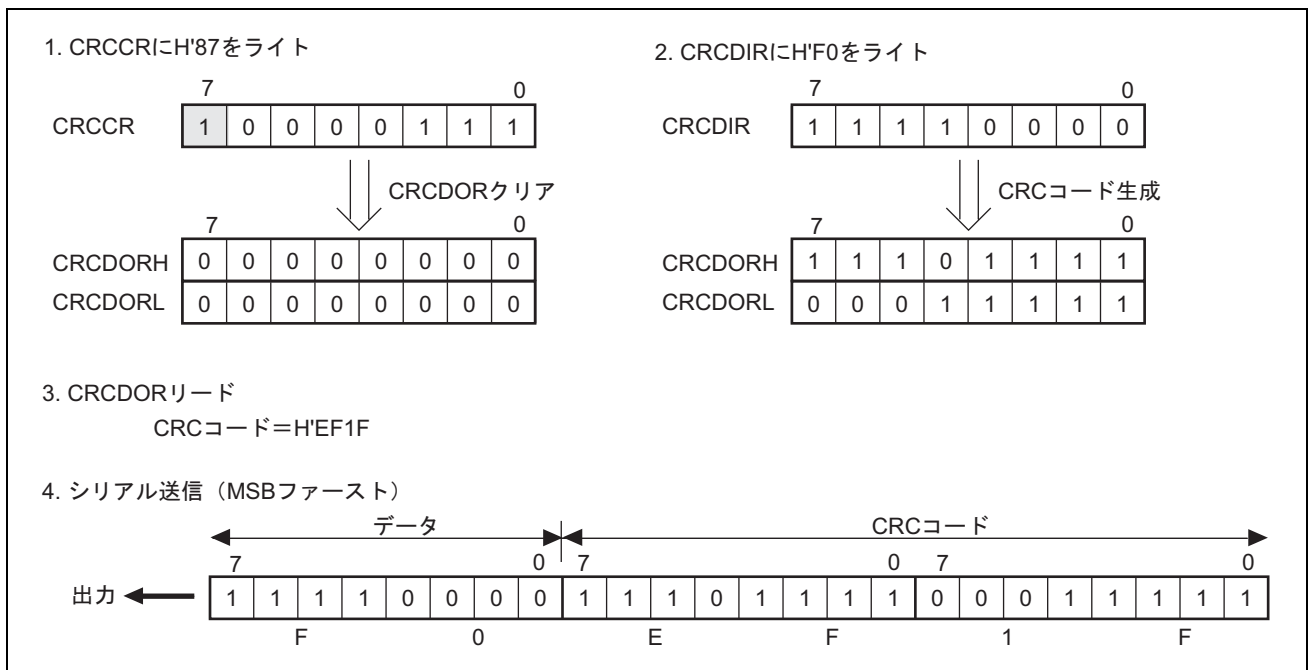 1. CRCCRにH'87をライト
7 0
CRCCR 1 0 0 0 0 1 1 1
CRCDORクリア
7 0
CRCDORH 0 0 0 0 0 0 0 0
CRCDORL 0 0 0 0 0 0 0 0
2. CRCDIRにH'F0をライト
7 0
CRCDIR 1 1 1 1 0 0 0 0
CRCコード生成
7 0
CRCDORH 1 1 1 0 1 1 1 1
CRCDORL 0 0 0 1 1 1 1 1
3. CRCDORリード
CRCコード＝H'EF1F
4. シリアル送信（MSBファースト）
データ CRCコード
7 0 7 0 7 0
出力 1 1 1 1 0 0 0 0 1 1 1 0 1 1 1 1 0 0 0 1 1 1 1 1
F 0 E F 1 F